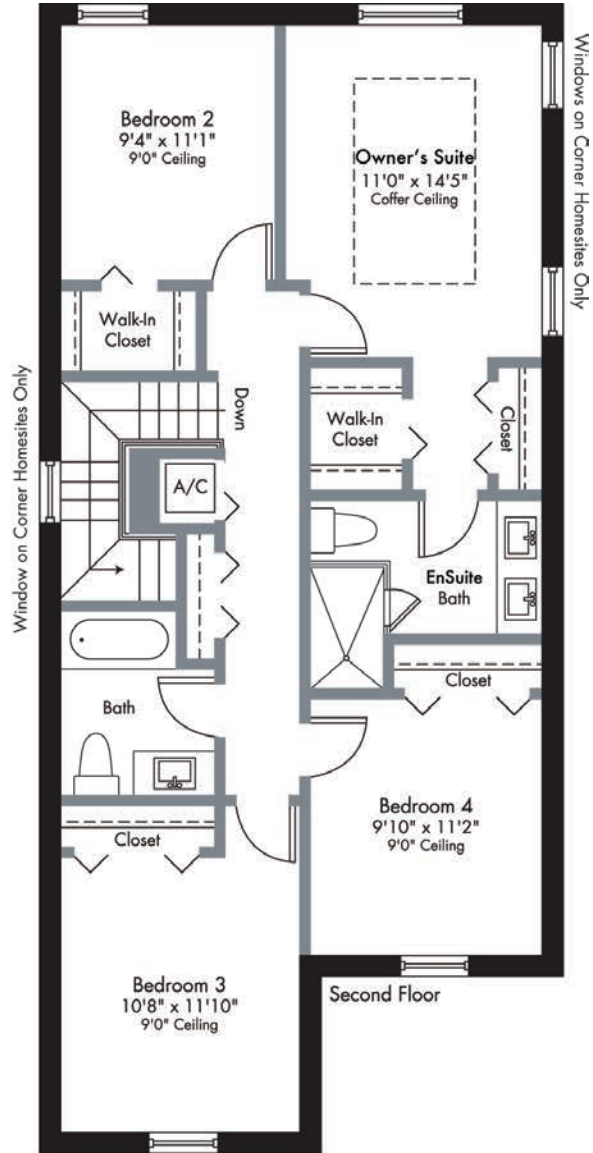 Bedroom 2
9'4" x 11'1"
9'0" Ceiling
Owner's Suite
11'0" x 14'5"
Coffer Ceiling
Windows on Corner Homesites Only
Walk-In
Closet
Down
Walk-In
Closet
Closet
Window on Corner Homesites Only
A/C
EnSuite
Bath
Closet
Bath
Bedroom 4
9'10" x 11'2"
9'0" Ceiling
Closet
Bedroom 3
10'8" x 11'10"
9'0" Ceiling
Second Floor